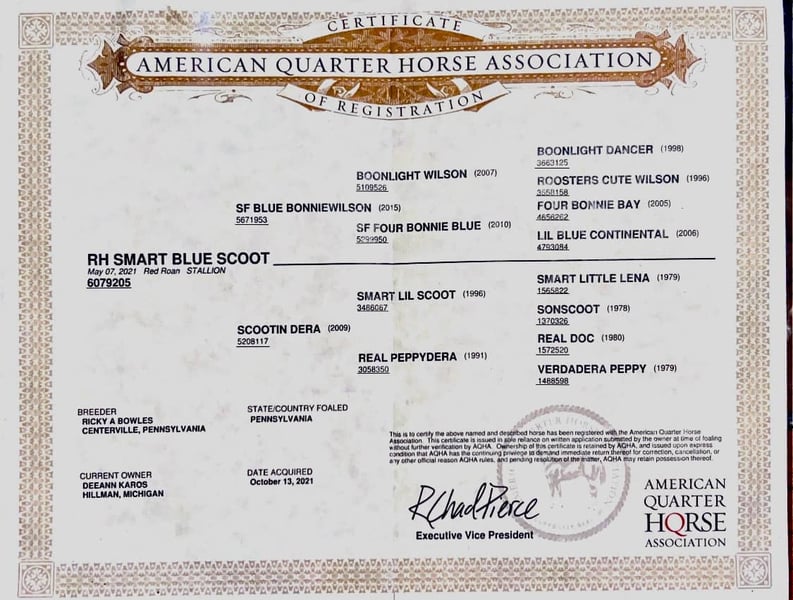 CERTIFICATE
AMERICAN QUARTER HORSE ASSOCIATION
OF REGISTRATION
BOONLIGHT DANCER (1998)
3663125
BOONLIGHT WILSON (2007)
5109526
ROOSTERS CUTE WILSON (1996)
3558158
SF BLUE BONNIEWILSON (2015)
5671953
FOUR BONNIE BAY (2005)
4656262
SF FOUR BONNIE BLUE (2010)
5299950
LIL BLUE CONTINENTAL (2006)
4793084
RH SMART BLUE SCOOT
May 07, 2021 Red Roan STALLION
6079205
SMART LITTLE LENA (1979)
1565822
SMART LIL SCOOT (1996)
3486067
SONSCOOT (1978)
1370326
SCOOTIN DERA (2009)
5208117
REAL DOC (1980)
1572520
REAL PEPPYDERA (1991)
3058350
VERDADERA PEPPY (1979)
1488598
BREEDER
RICKY A BOWLES
CENTERVILLE, PENNSYLVANIA
STATE/COUNTRY FOALED
PENNSYLVANIA
CURRENT OWNER
DEEANN KAROS
HILLMAN, MICHIGAN
DATE ACQUIRED
October 13, 2021
This is to certify the above named and described horse has been registered with the American Quarter Horse
Association. This certificate is issued in sole reliance on written application submitted by the owner at time of foaling
without further verification by AQHA. Ownership of this certificate is retained by AQHA, and issued upon express
condition that AQHA has the continuing privilege to demand immediate return thereof for correction, cancellation, or
any other official reason AQHA rules, and pending resolution of the matter, AQHA may retain possession thereof.
R Chad Pierce
Executive Vice President
AMERICAN
QUARTER
HORSE
ASSOCIATION